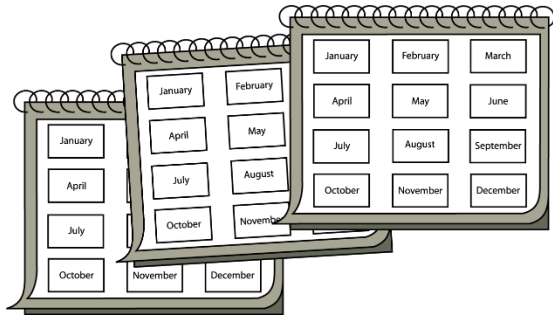 January
April
July
October November December
January February
April May
July August
October Novembe
January February March
April May June
July August September
October November December